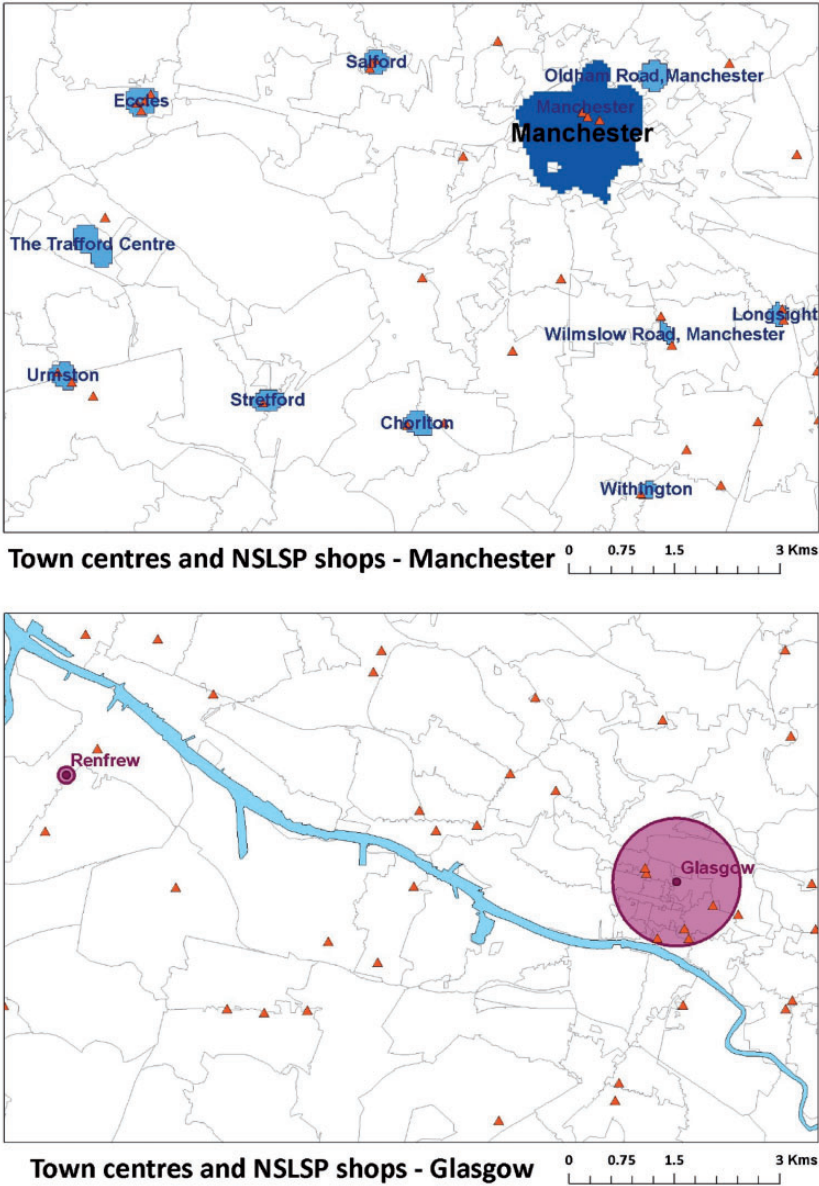 Salford
Oldham Road,Manchester
Eccles
Manchester
Manchester
The Trafford Centre
Longsight
Wilmslow Road, Manchester
Urmston
Stretford
Chorlton
Withington
Town centres and NSLSP shops - Manchester
0 0.75 1.5 3 Kms
Renfrew
Glasgow
Town centres and NSLSP shops - Glasgow
0 0.75 1.5 3 Kms